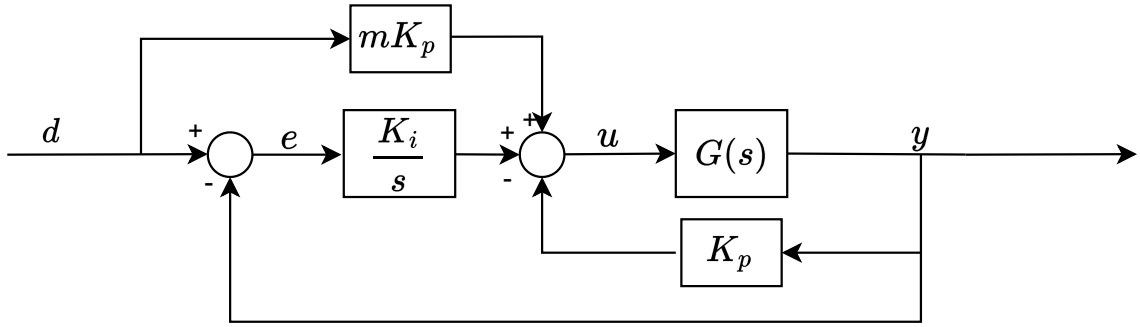 mK_p
d
+
e
K_i
s
+
+
u
G(s)
y
-
-
K_p